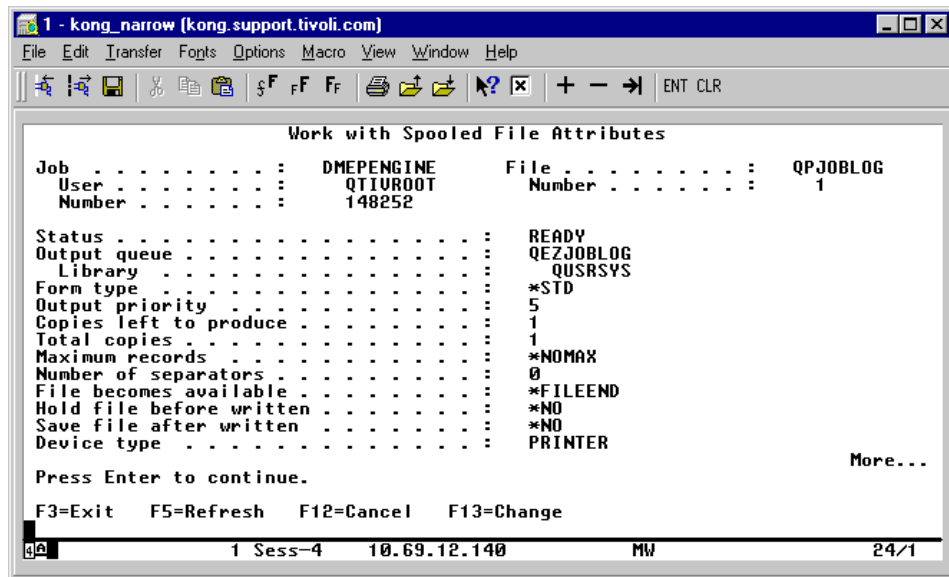 1 - kong_narrow (kong.support.tivoli.com)
File Edit Transfer Fonts Options Macro View Window Help
ENT CLR
Work with Spooled File Attributes
Job . . . . . . . . . : DMEPENGINE File . . . . . . . . . : QPJOBLOG
User . . . . . . . : QTIVROOT Number . . . . . . : 1
Number . . . . . . : 148252
Status . . . . . . . . . . . . . . . . . : READY
Output queue . . . . . . . . . . . . . . : QEZJOBLOG
Library . . . . . . . . . . . . . . . : QUSRSYS
Form type . . . . . . . . . . . . . . . : *STD
Output priority . . . . . . . . . . . . : 5
Copies left to produce . . . . . . . . . : 1
Total copies . . . . . . . . . . . . . . : 1
Maximum records . . . . . . . . . . . . : *NOMAX
Number of separators . . . . . . . . . . : 0
File becomes available . . . . . . . . . : *FILEEND
Hold file before written . . . . . . . . : *NO
Save file after written . . . . . . . . : *NO
Device type . . . . . . . . . . . . . . : PRINTER
More...
Press Enter to continue.
F3=Exit F5=Refresh F12=Cancel F13=Change
4 A 1 Sess-4 10.69.12.140 MW 24/1